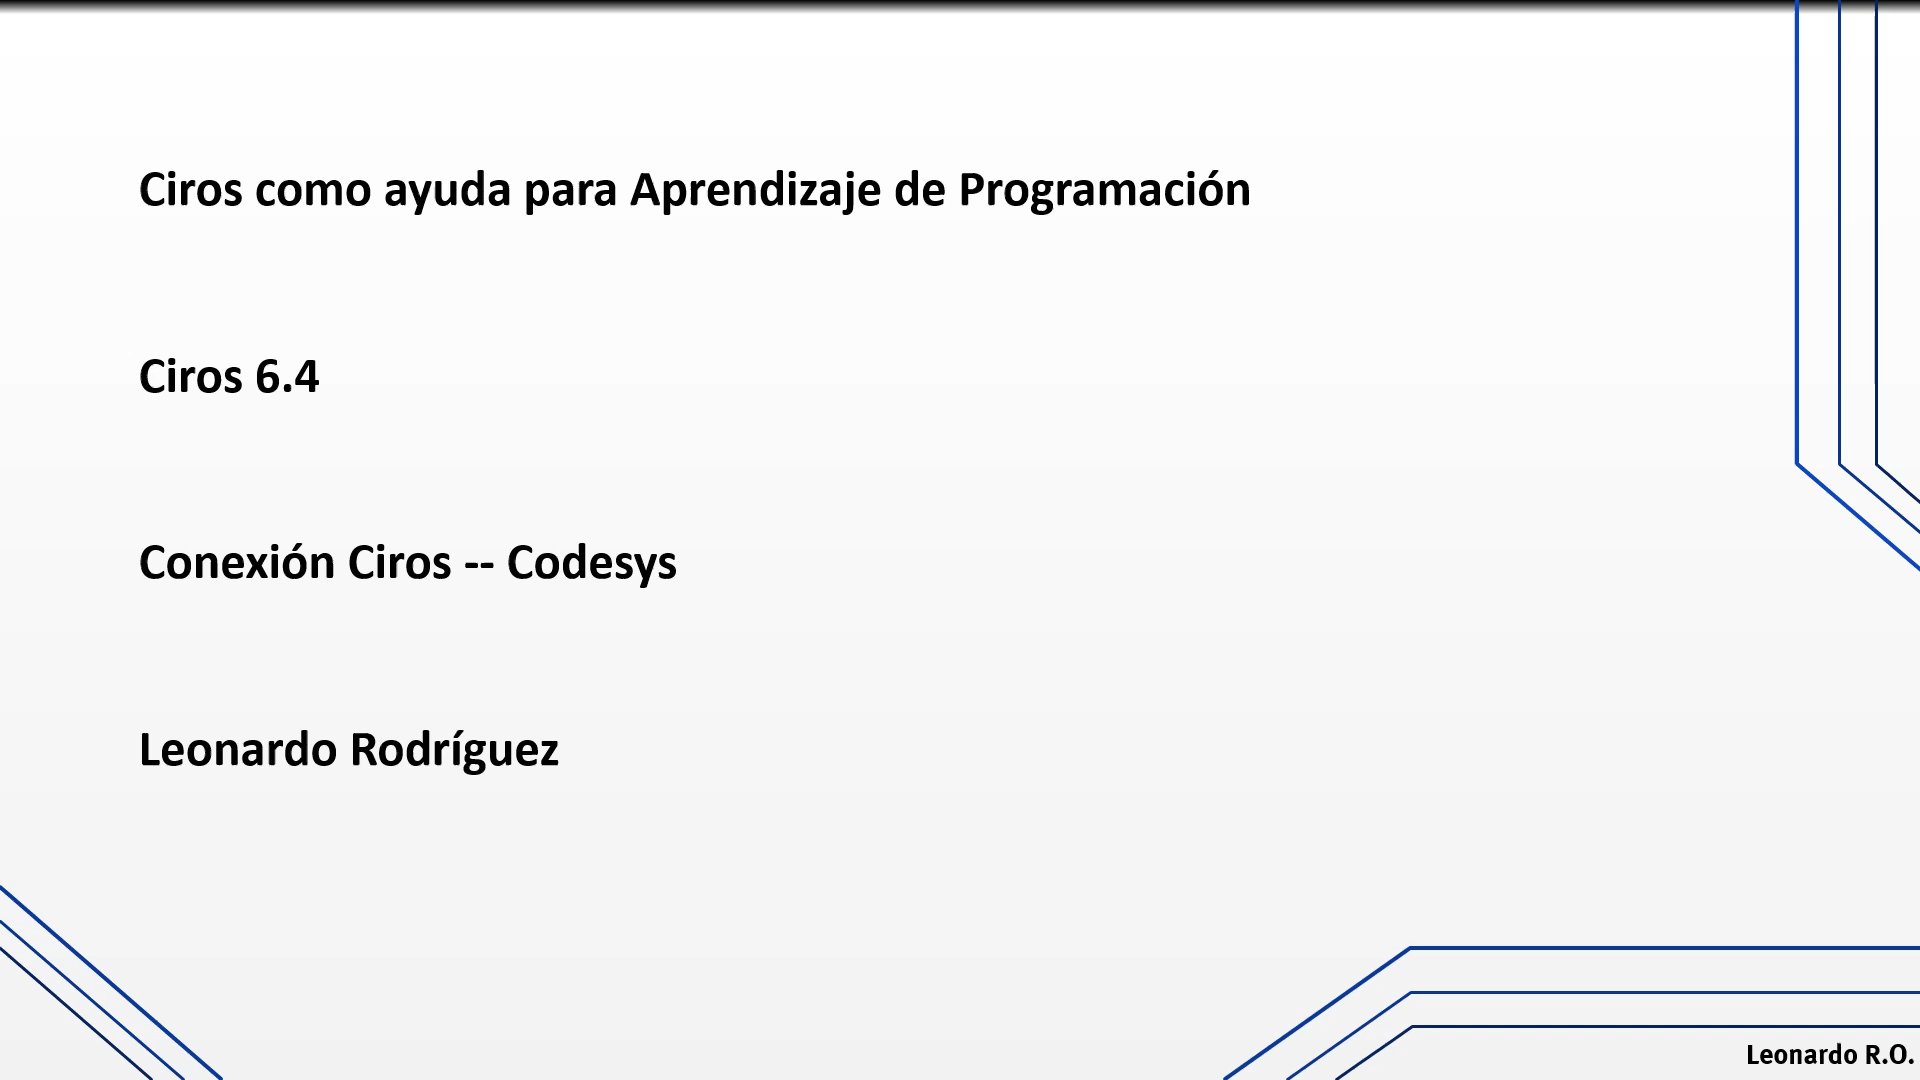 Ciros como ayuda para Aprendizaje de Programación
Ciros 6.4
Conexión Ciros -- Codesys
Leonardo Rodríguez
Leonardo R.O.